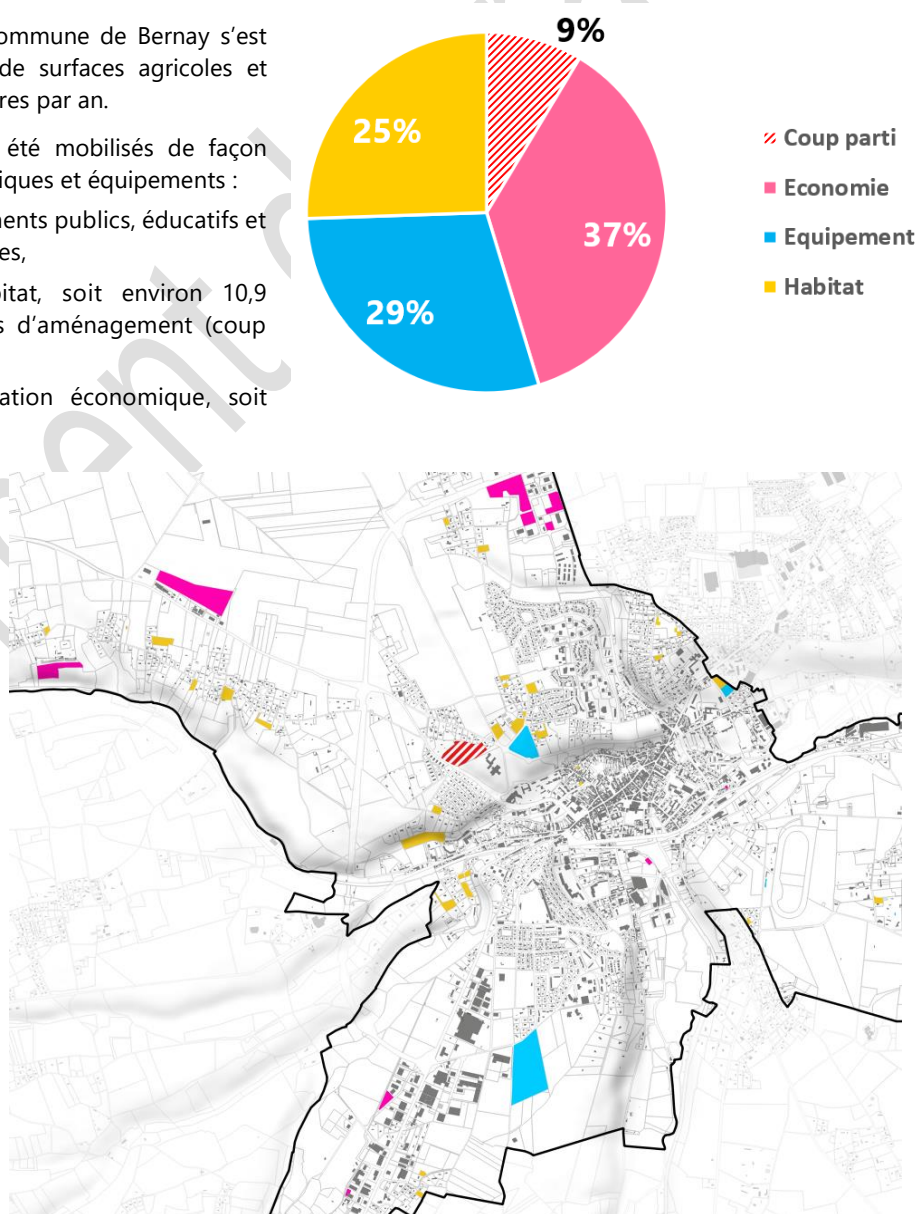 ommune de Bernay s'est
de surfaces agricoles et
res par an.
été mobilisés de façon
iques et équipements :
ments publics, éducatifs et
es,
bitat, soit environ 10,9
s d'aménagement (coup
ation économique, soit
9%
25%
37%
29%
Coup parti
Economie
Equipement
Habitat